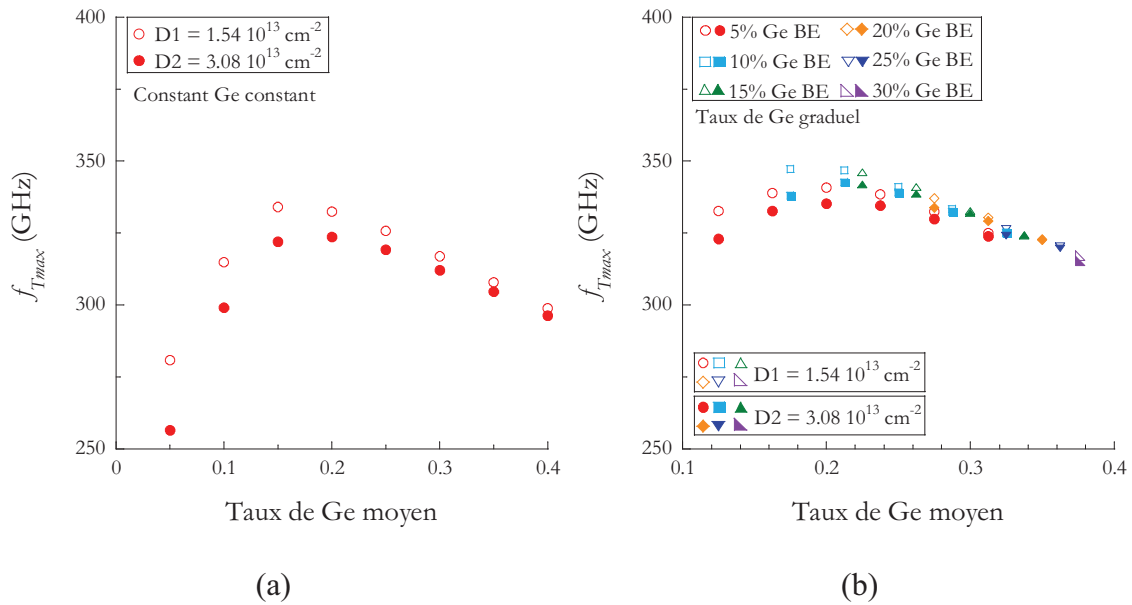 400
350
300
250
0
0.1
0.2
0.3
0.4
f_Tmax (GHz)
Taux de Ge moyen
D1 = 1.54 10^13 cm^-2
D2 = 3.08 10^13 cm^-2
Constant Ge constant
(a)
400
350
300
250
0.1
0.2
0.3
0.4
f_Tmax (GHz)
Taux de Ge moyen
5% Ge BE
20% Ge BE
10% Ge BE
25% Ge BE
15% Ge BE
30% Ge BE
Taux de Ge graduel
D1 = 1.54 10^13 cm^-2
D2 = 3.08 10^13 cm^-2
(b)